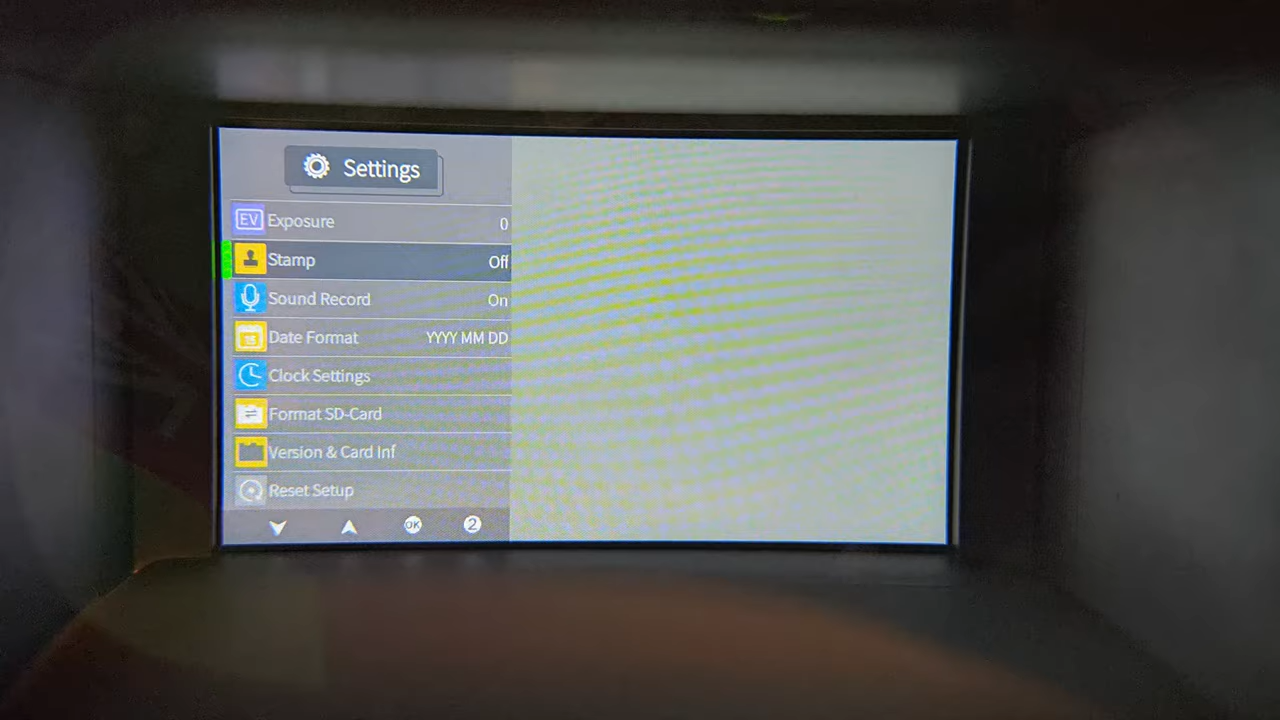 Settings
EV Exposure 0
Stamp Off
Sound Record On
15 Date Format YYYY MM DD
Clock Settings
Format SD-Card
Version & Card Inf
Reset Setup
OK 2